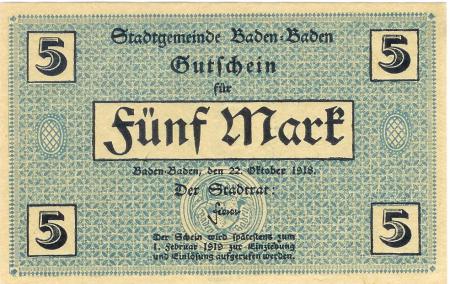 5 Stadtgemeinde Baden-Baden 5
Gutschein
für
Fünf Mark
Baden-Baden, den 22. Oktober 1918.
Der Stadtrat:
5 Der Schein wird spätestens zum 5
1. Februar 1919 zur Einziehung
und Einlösung aufgerufen werden.